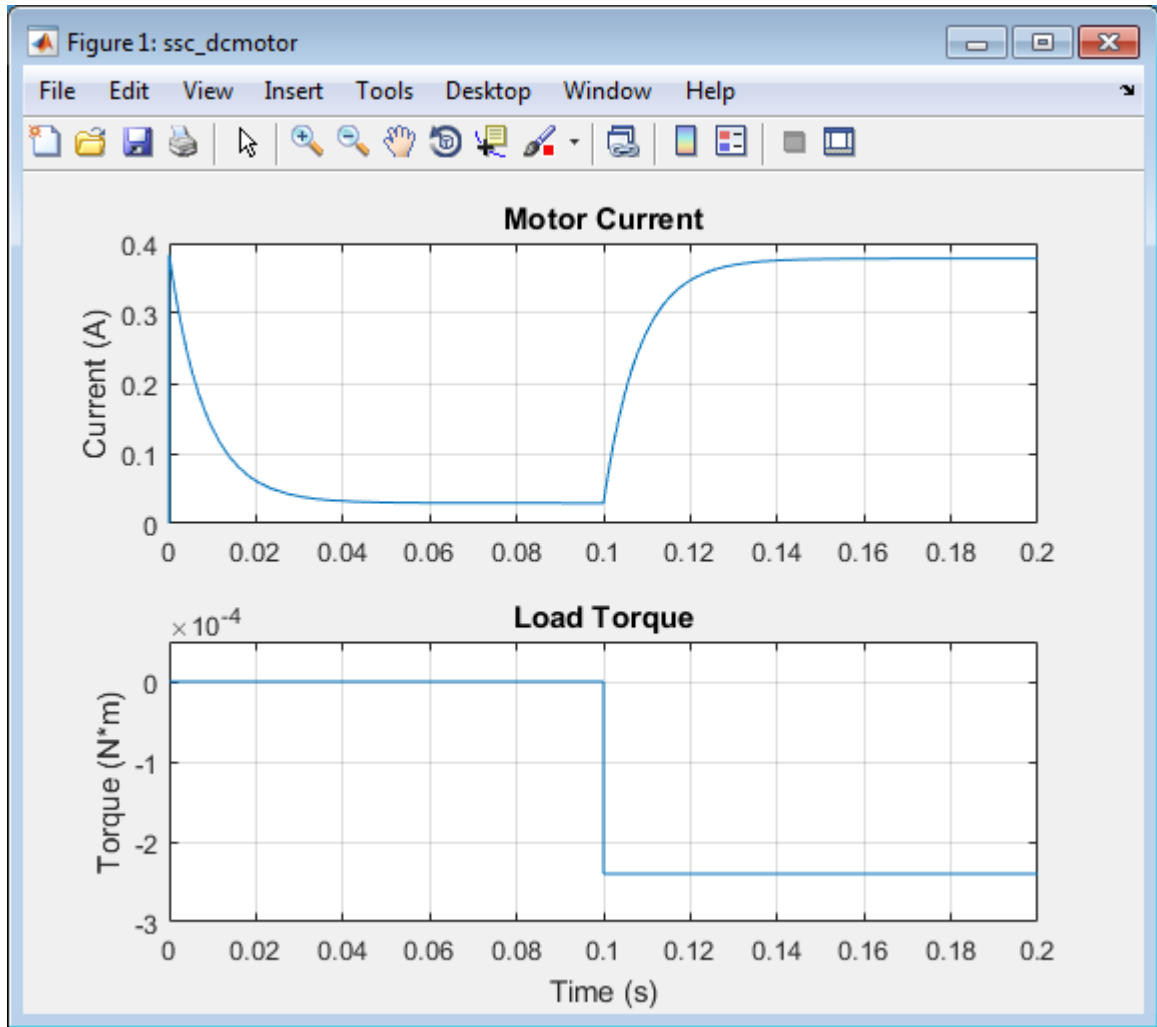 Figure 1: ssc_dcmotor
File Edit View Insert Tools Desktop Window Help
Motor Current
0.4
0.3
0.2
0.1
0
Current (A)
0 0.02 0.04 0.06 0.08 0.1 0.12 0.14 0.16 0.18 0.2
×10-4
Load Torque
0
-1
-2
-3
Torque (N*m)
0 0.02 0.04 0.06 0.08 0.1 0.12 0.14 0.16 0.18 0.2
Time (s)